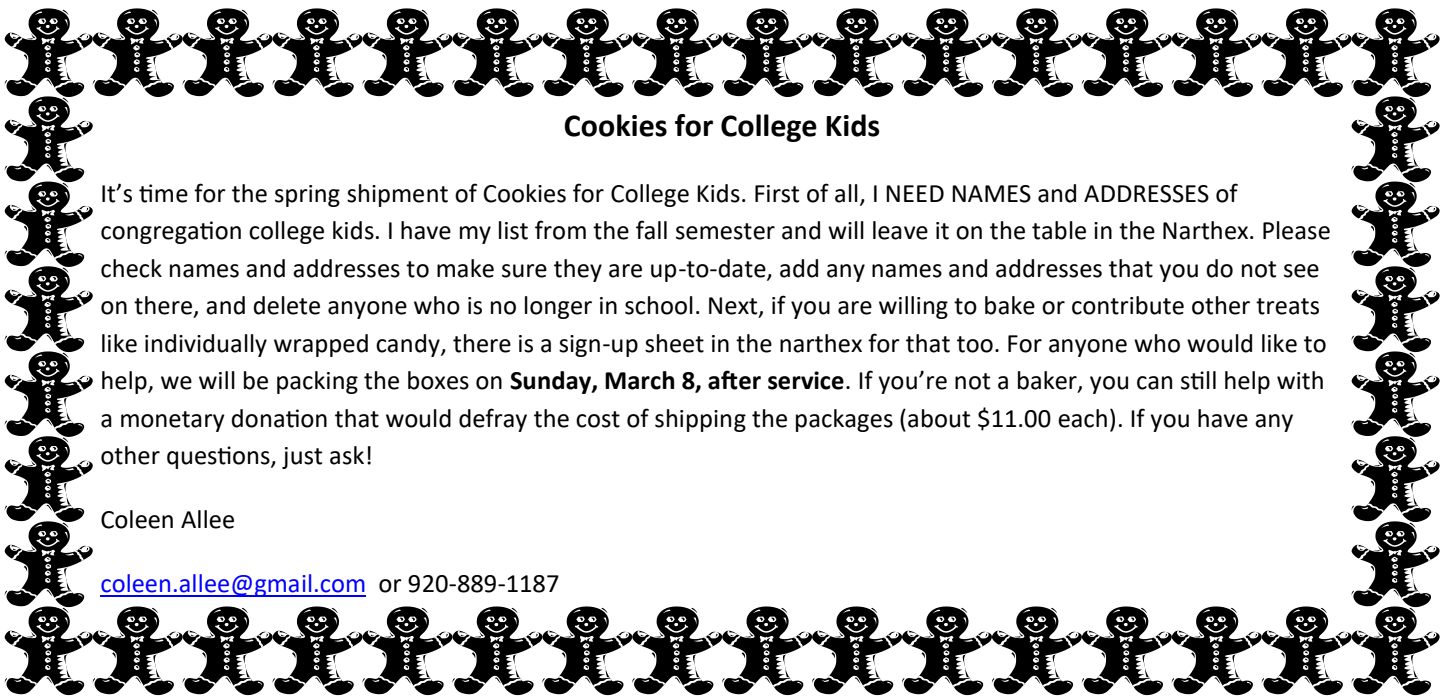 Cookies for College Kids
It’s time for the spring shipment of Cookies for College Kids. First of all, I NEED NAMES and ADDRESSES of
congregation college kids. I have my list from the fall semester and will leave it on the table in the Narthex. Please
check names and addresses to make sure they are up-to-date, add any names and addresses that you do not see
on there, and delete anyone who is no longer in school. Next, if you are willing to bake or contribute other treats
like individually wrapped candy, there is a sign-up sheet in the narthex for that too. For anyone who would like to
help, we will be packing the boxes on Sunday, March 8, after service. If you’re not a baker, you can still help with
a monetary donation that would defray the cost of shipping the packages (about $11.00 each). If you have any
other questions, just ask!
Coleen Allee
coleen.allee@gmail.com or 920-889-1187